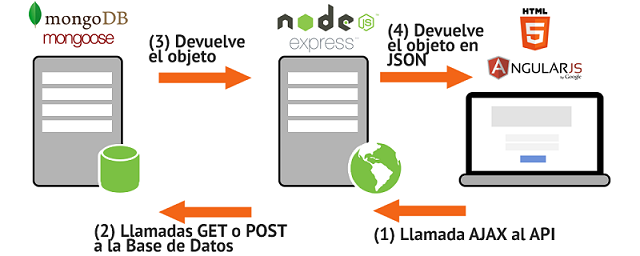 mongoDB
mongoose
(3) Devuelve
el objeto
node JS
express
(4) Devuelve
el objeto en
JSON
HTML
5
ANGULARJS
by Google
(2) Llamadas GET o POST
a la Base de Datos
(1) Llamada AJAX al API